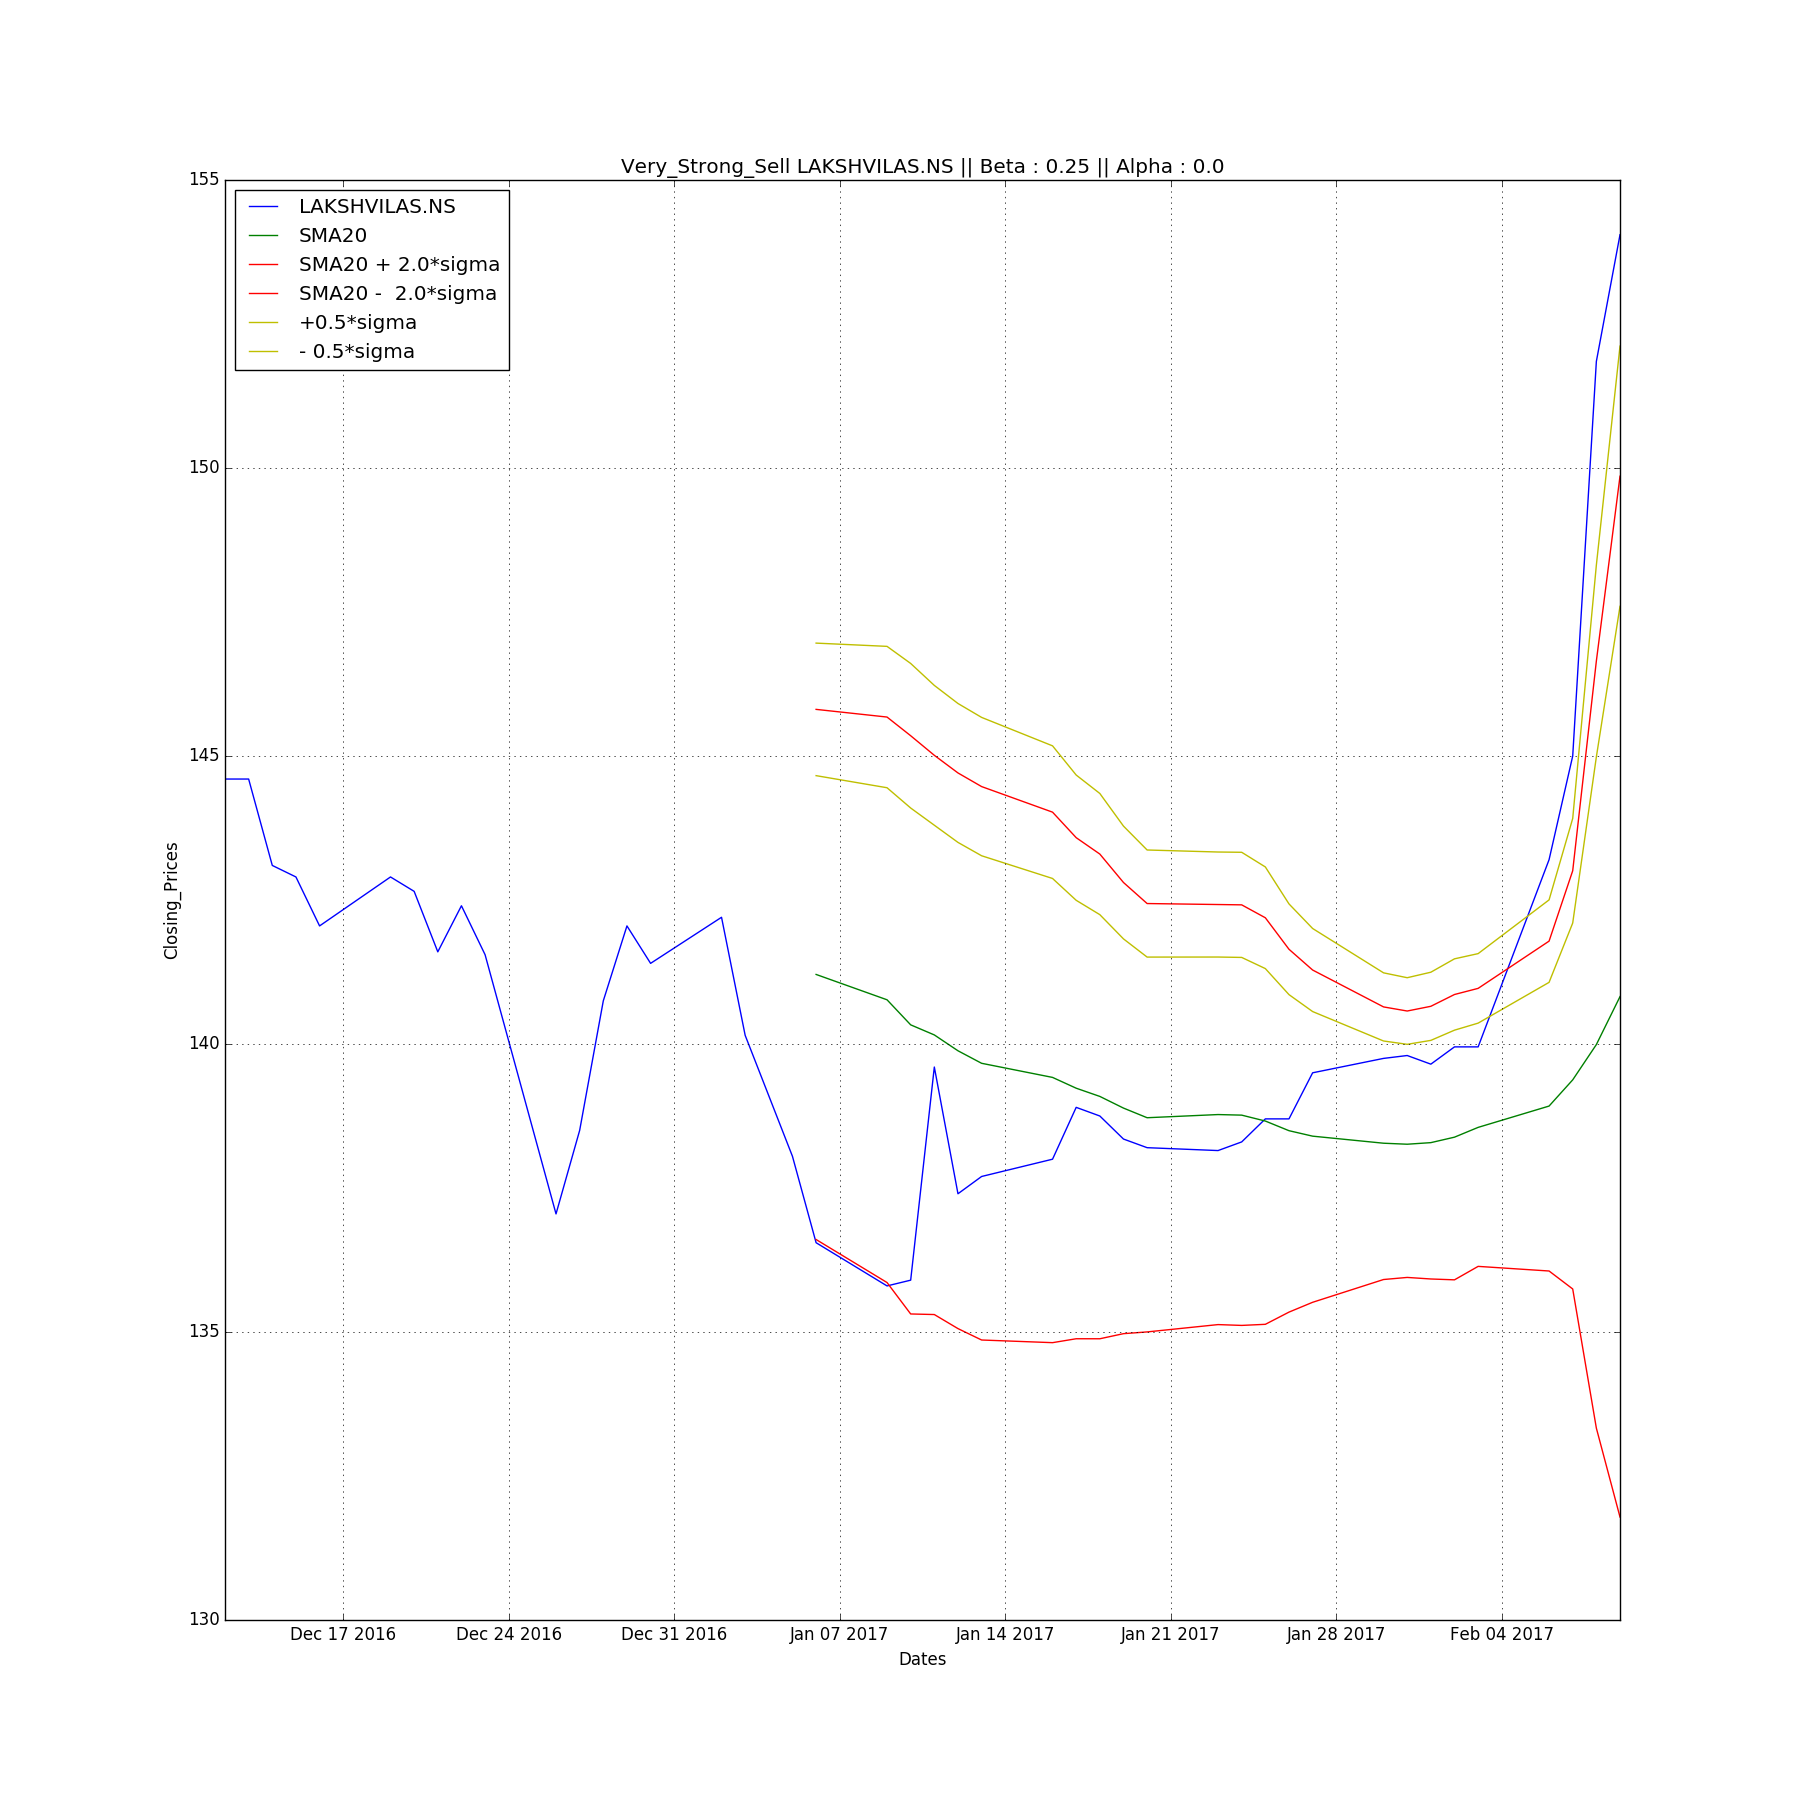 Very_Strong_Sell LAKSHVILAS.NS || Beta : 0.25 || Alpha : 0.0
LAKSHVILAS.NS
SMA20
SMA20 + 2.0*sigma
SMA20 -  2.0*sigma
+0.5*sigma
- 0.5*sigma
155
150
145
140
135
130
Closing_Prices
Dec 17 2016
Dec 24 2016
Dec 31 2016
Jan 07 2017
Jan 14 2017
Jan 21 2017
Jan 28 2017
Feb 04 2017
Dates